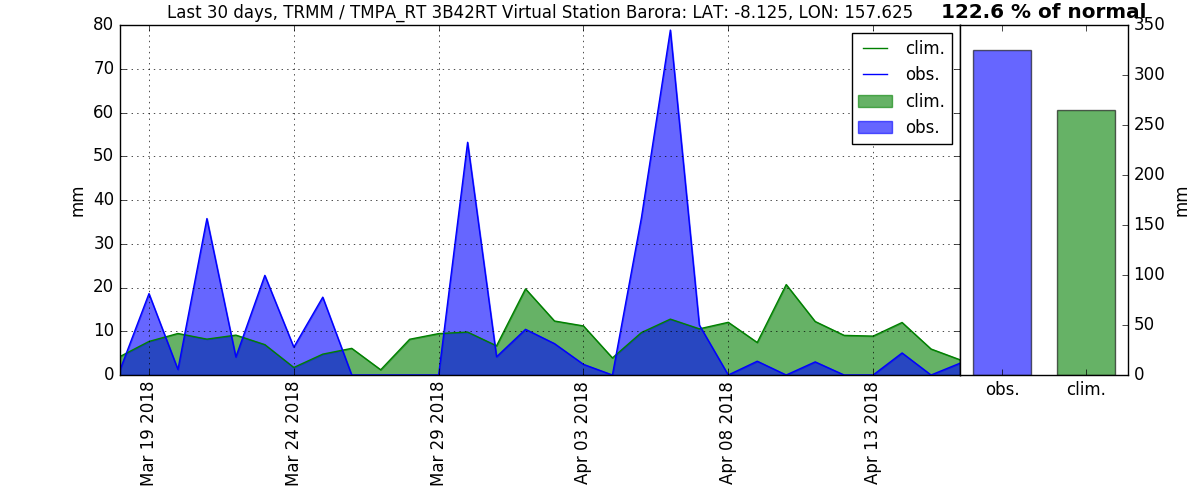 Last 30 days, TRMM / TMPA_RT 3B42RT Virtual Station Barora: LAT: -8.125, LON: 157.625
122.6 % of normal
80
70
60
50
40
30
20
10
0
mm
clim.
obs.
clim.
obs.
350
300
250
200
150
100
50
0
mm
obs.
clim.
Mar 19 2018
Mar 24 2018
Mar 29 2018
Apr 03 2018
Apr 08 2018
Apr 13 2018